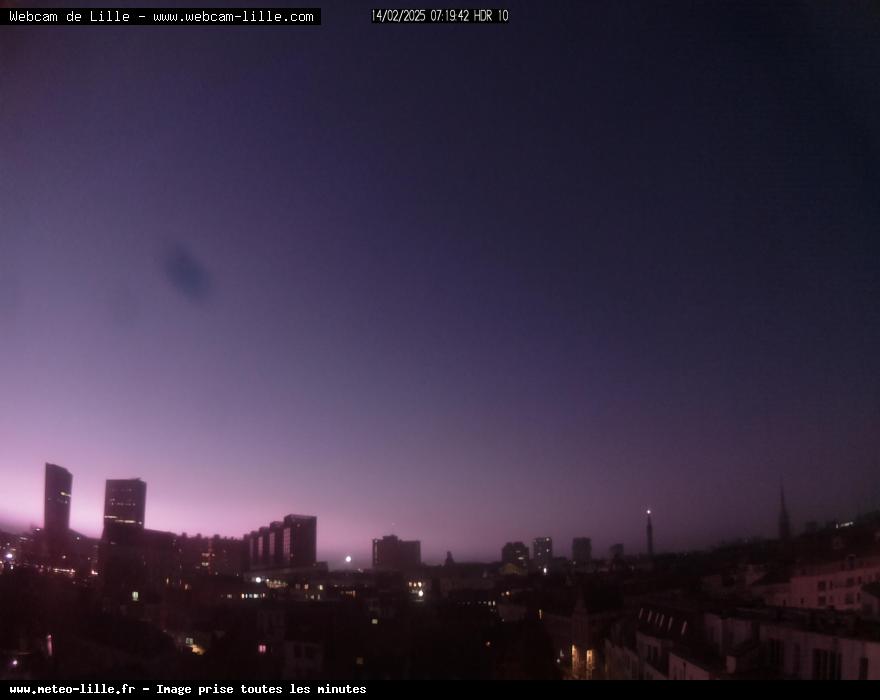 Webcam de Lille - www.webcam-lille.com
14/02/2025 07:19:42 HDR 10
www.meteo-lille.fr - Image prise toutes les minutes